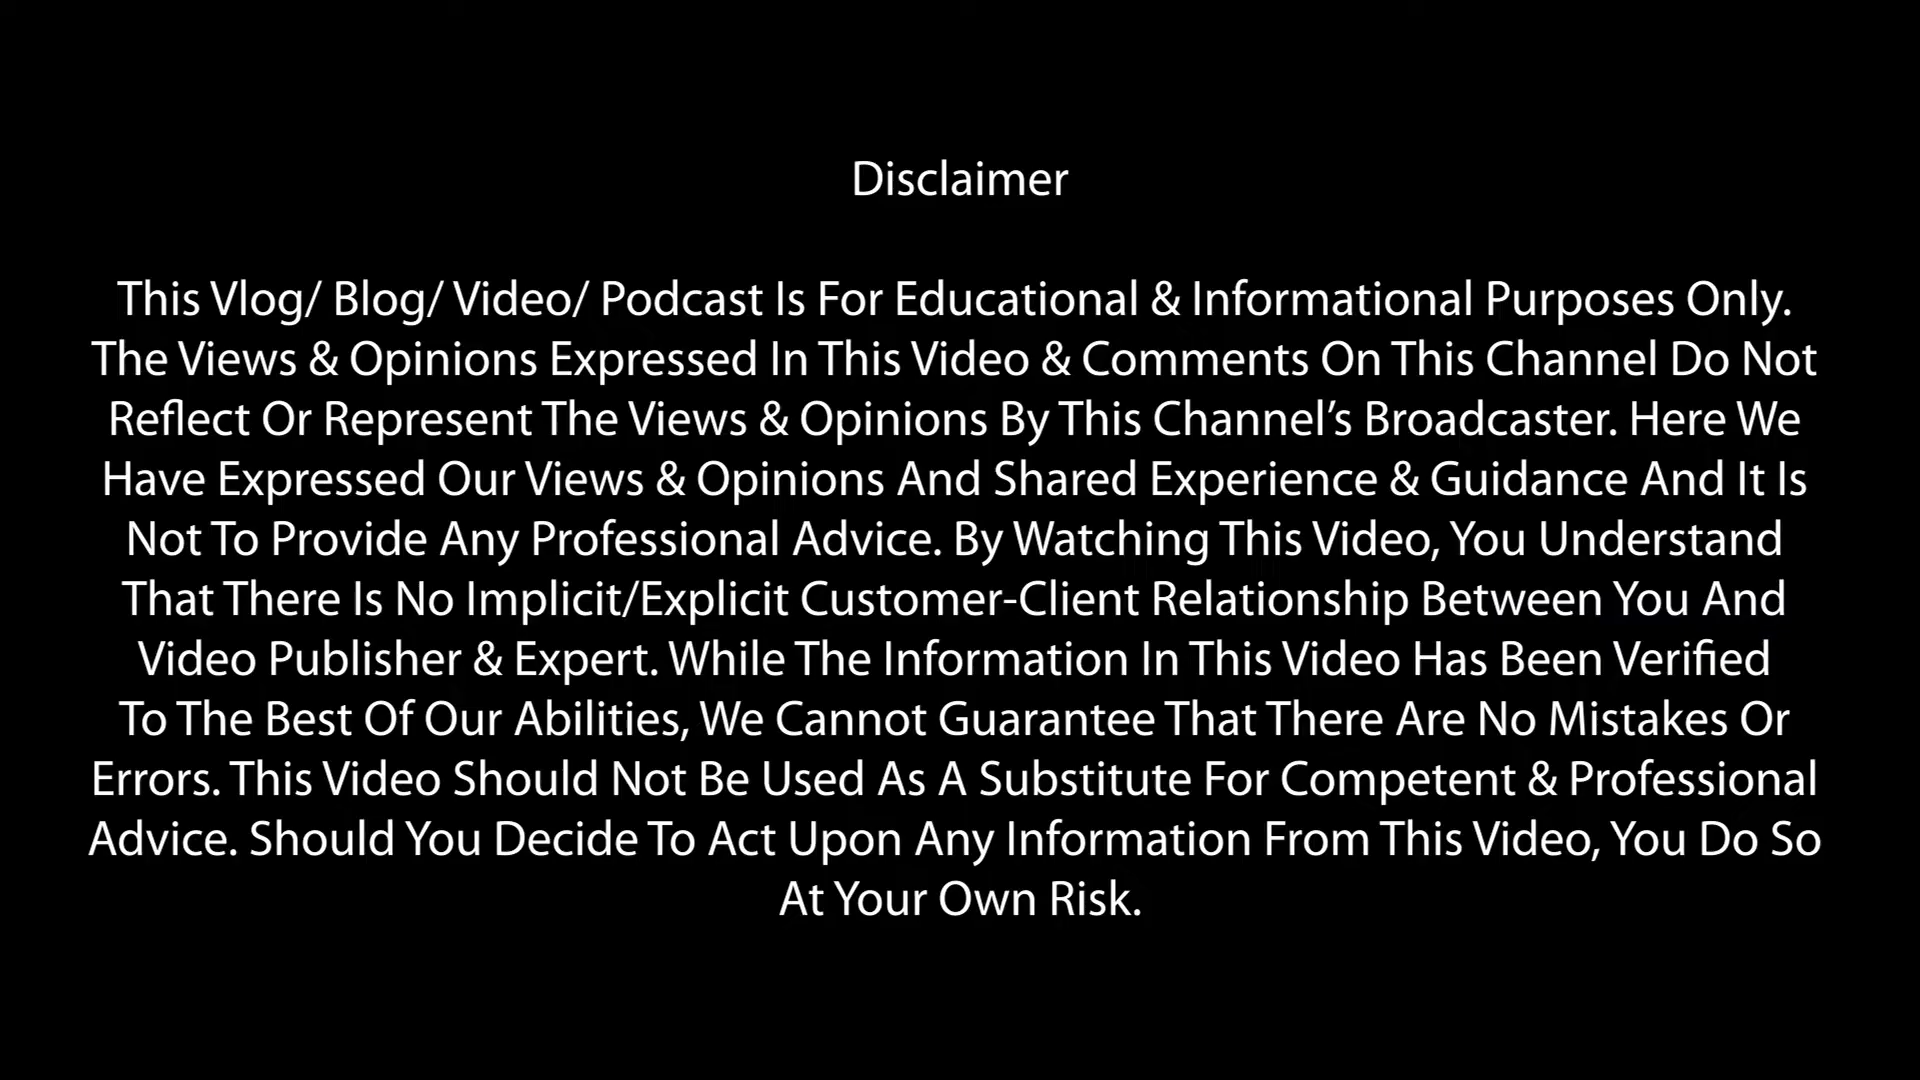 Disclaimer
This Vlog/ Blog/ Video/ Podcast Is For Educational & Informational Purposes Only.
The Views & Opinions Expressed In This Video & Comments On This Channel Do Not
Reflect Or Represent The Views & Opinions By This Channel’s Broadcaster. Here We
Have Expressed Our Views & Opinions And Shared Experience & Guidance And It Is
Not To Provide Any Professional Advice. By Watching This Video, You Understand
That There Is No Implicit/Explicit Customer-Client Relationship Between You And
Video Publisher & Expert. While The Information In This Video Has Been Verified
To The Best Of Our Abilities, We Cannot Guarantee That There Are No Mistakes Or
Errors. This Video Should Not Be Used As A Substitute For Competent & Professional
Advice. Should You Decide To Act Upon Any Information From This Video, You Do So
At Your Own Risk.